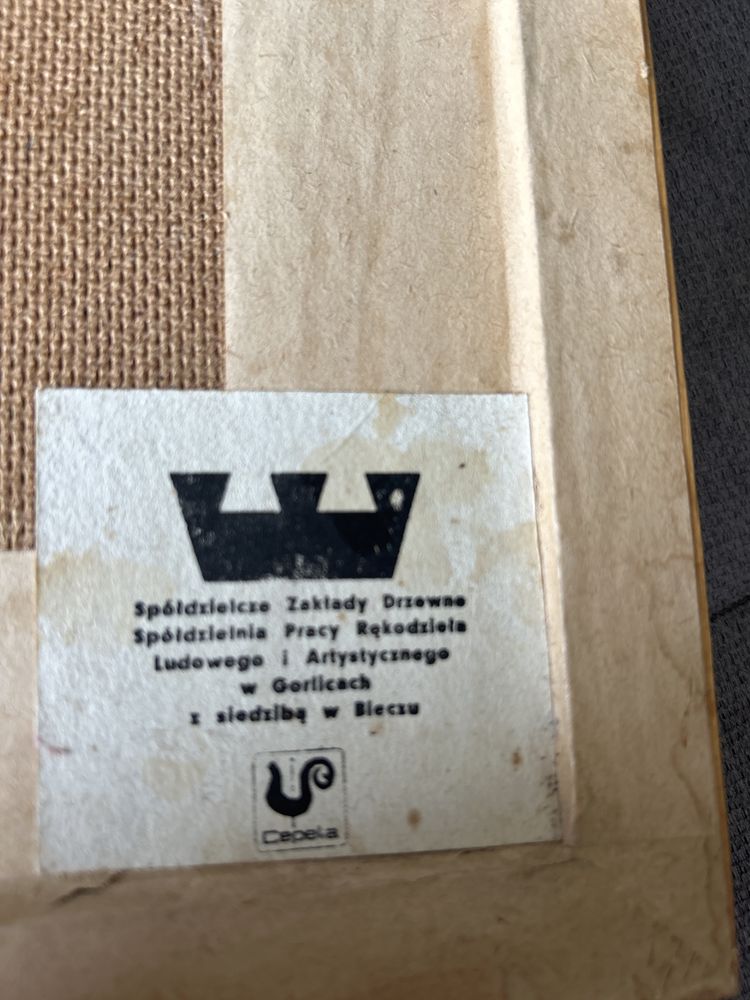 Spółdzielcze Zakłady Drzewne
Spółdzielnia Pracy Rękodzieła
Ludowego i Artystycznego
w Gorlicach
z siedzibą w Bieczu
Cepelia